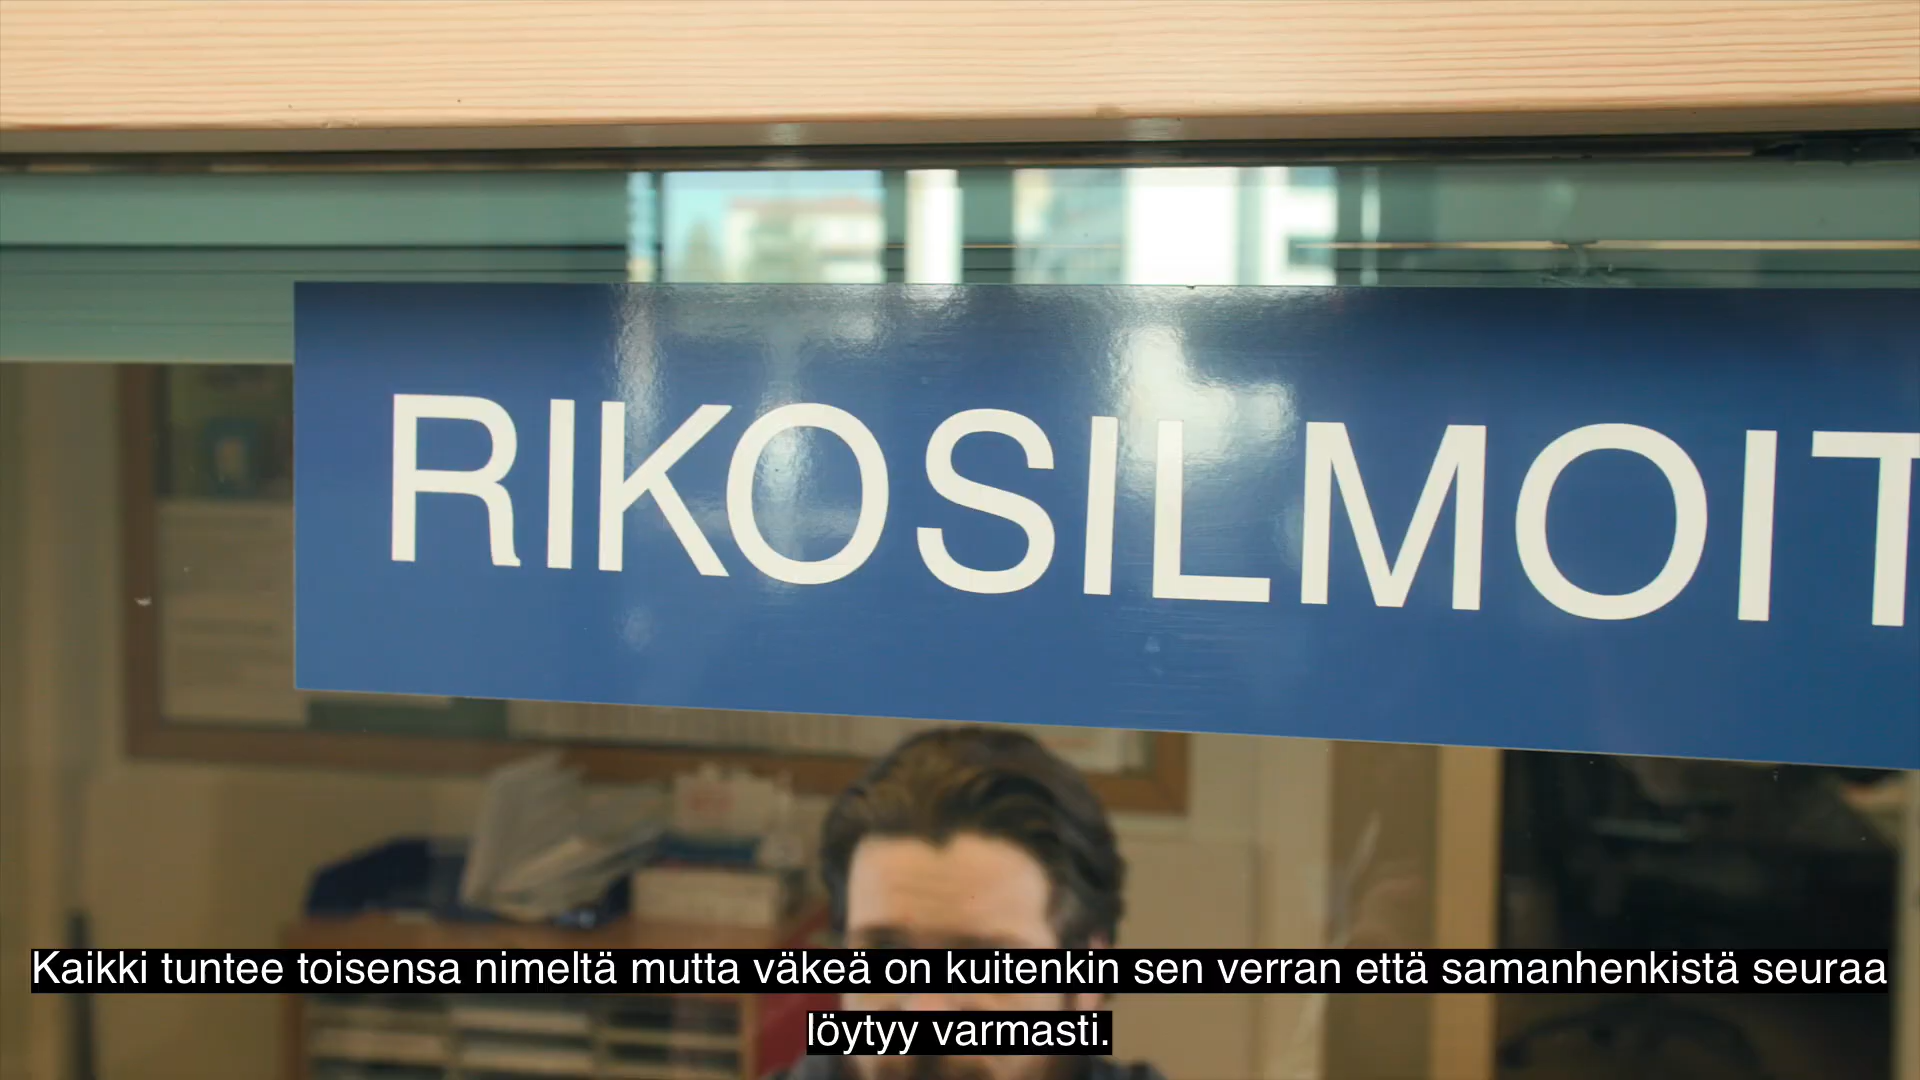 RIKOSILMOIT
Kaikki tuntee toisensa nimeltä mutta väkeä on kuitenkin sen verran että samanhenkistä seuraa
löytyy varmasti.